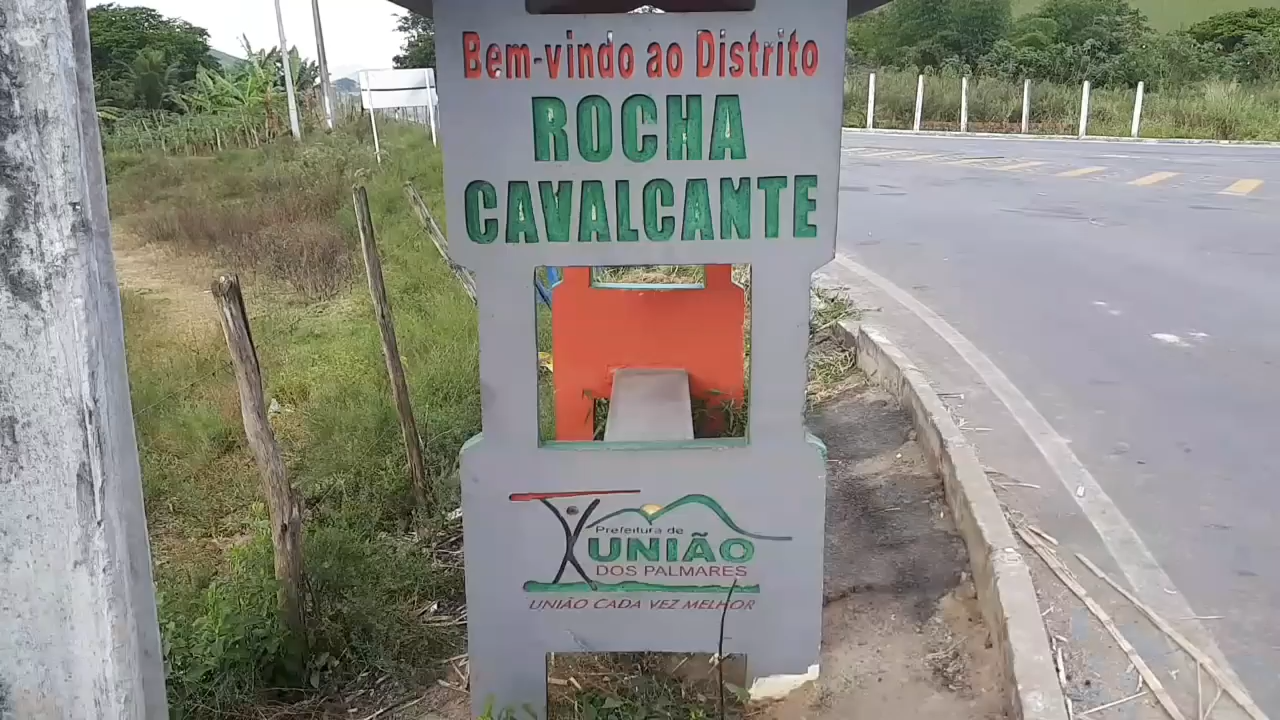 Bem-vindo ao Distrito
ROCHA
CAVALCANTE
Prefeitura de
UNIÃO
DOS PALMARES
UNIÃO CADA VEZ MELHOR